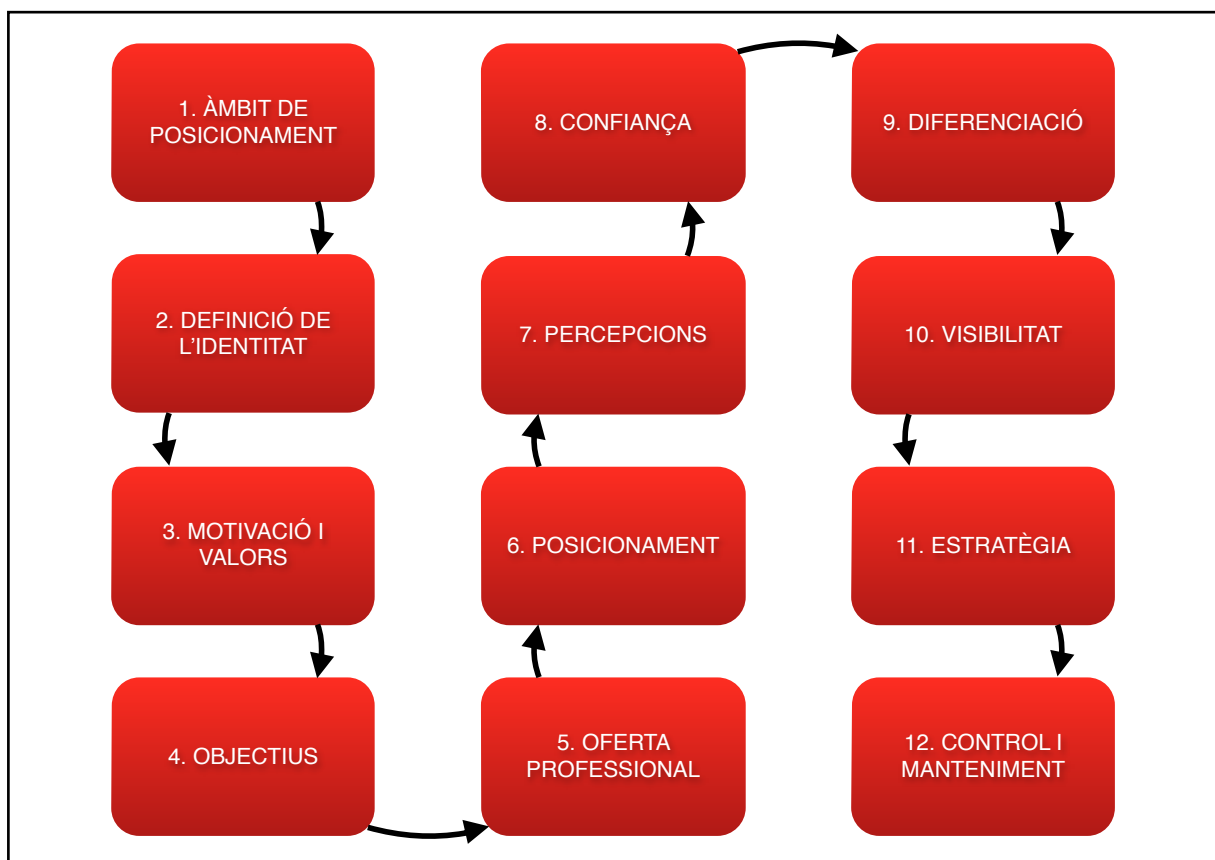 1. ÀMBIT DE
POSICIONAMENT
2. DEFINICIÓ DE
L'IDENTITAT
3. MOTIVACIÓ I
VALORS
4. OBJECTIUS
5. OFERTA
PROFESSIONAL
6. POSICIONAMENT
7. PERCEPCIONS
8. CONFIANÇA
9. DIFERENCIACIÓ
10. VISIBILITAT
11. ESTRATÈGIA
12. CONTROL I
MANTENIMENT